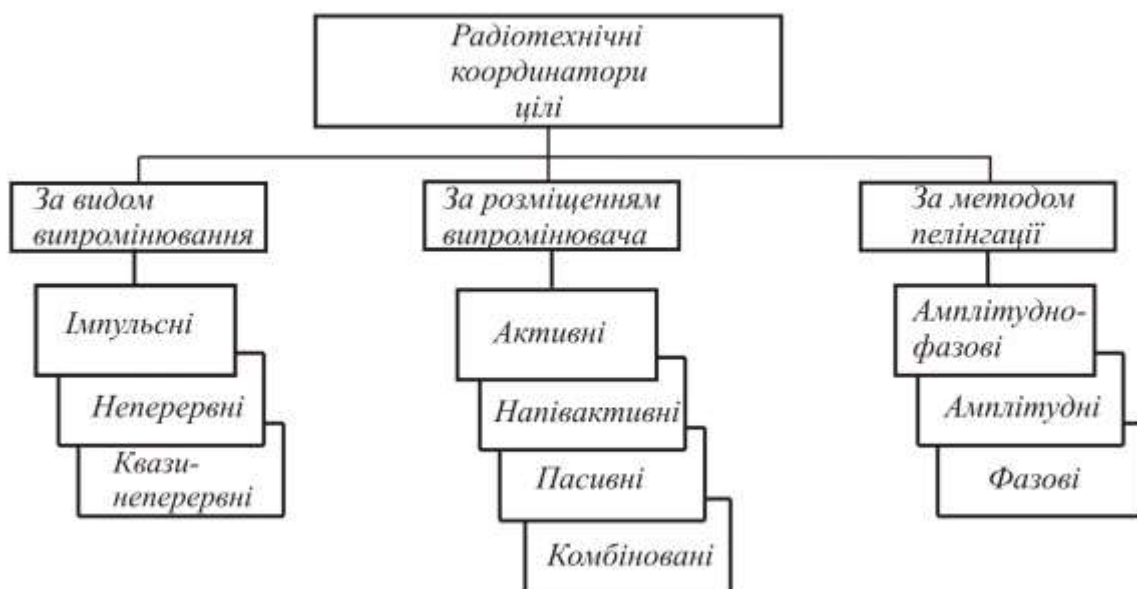 Радіотехнічні
координатори
цілі
За видом
випромінювання
За розміщенням
випромінювача
За методом
пелінгації
Імпульсні
Неперервні
Квази-
неперервні
Активні
Напівактивні
Пасивні
Комбіновані
Амплітудно-
фазові
Амплітудні
Фазові